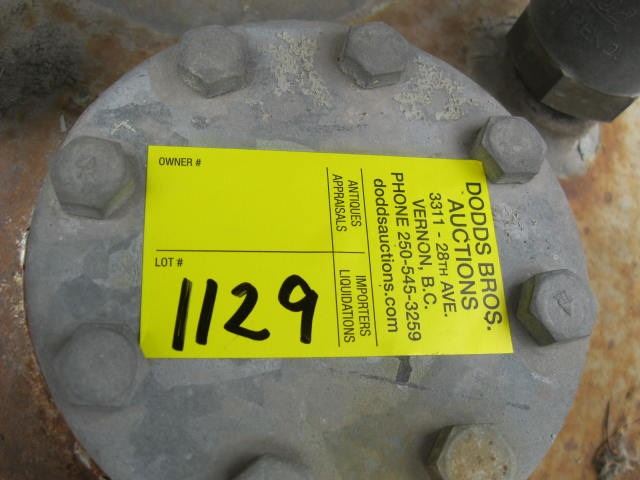 OWNER #
LOT #
1129
ANTIQUES
APPRAISALS
IMPORTERS
LIQUIDATIONS
DODDS BROS.
AUCTIONS
3311 - 28TH AVE.
VERNON, B.C.
PHONE 250-545-3259
doddsauctions.com